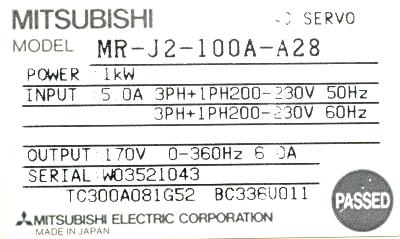 MITSUBISHI
SERVO
MODEL MR-J2-100A-A28
POWER : 1kW
INPUT : 5.0A 3PH+1PH200-230V 50Hz
3PH+1PH200-230V 60Hz
OUTPUT : 170V 0-360Hz 6.0A
SERIAL : W03521043
TC300A081G52 BC336U011
PASSED
MITSUBISHI ELECTRIC CORPORATION
MADE IN JAPAN